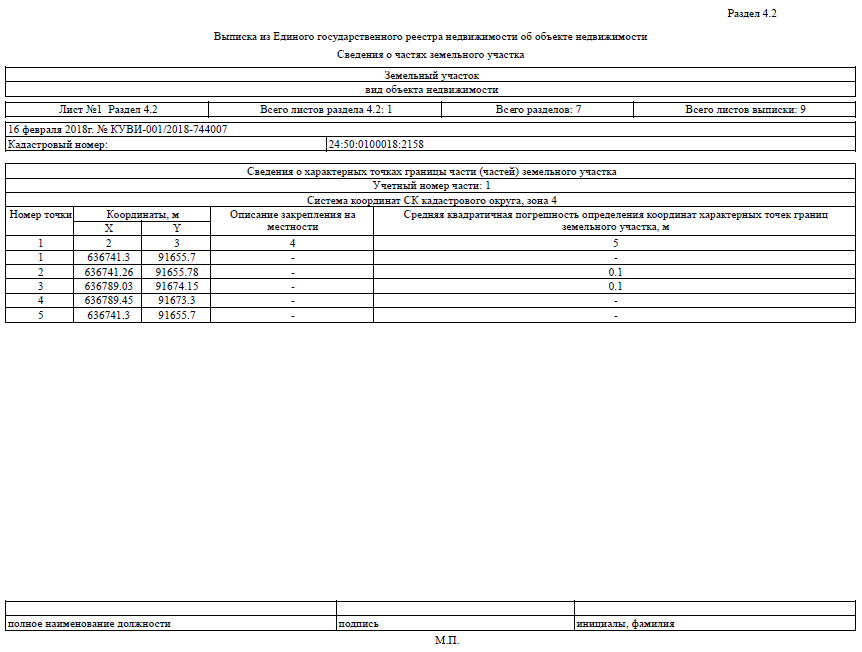 Раздел 4.2
Выписка из Единого государственного реестра недвижимости об объекте недвижимости
Сведения о частях земельного участка
Земельный участок
вид объекта недвижимости
Лист №1 Раздел 4.2 Всего листов раздела 4.2: 1 Всего разделов: 7 Всего листов выписки: 9
16 февраля 2018г. № КУВИ-001/2018-744007
Кадастровый номер: 24:50:0100018:2158
Сведения о характерных точках границы части (частей) земельного участка
Учетный номер части: 1
Система координат СК кадастрового округа, зона 4
Номер точки Координаты, м Описание закрепления на местности Средняя квадратичная погрешность определения координат характерных точек границ земельного участка, м
X Y
1 2 3 4 5
1 636741.3 91655.7 - -
2 636741.26 91655.78 - 0.1
3 636789.03 91674.15 - 0.1
4 636789.45 91673.3 - -
5 636741.3 91655.7 - -
полное наименование должности подпись инициалы, фамилия
М.П.